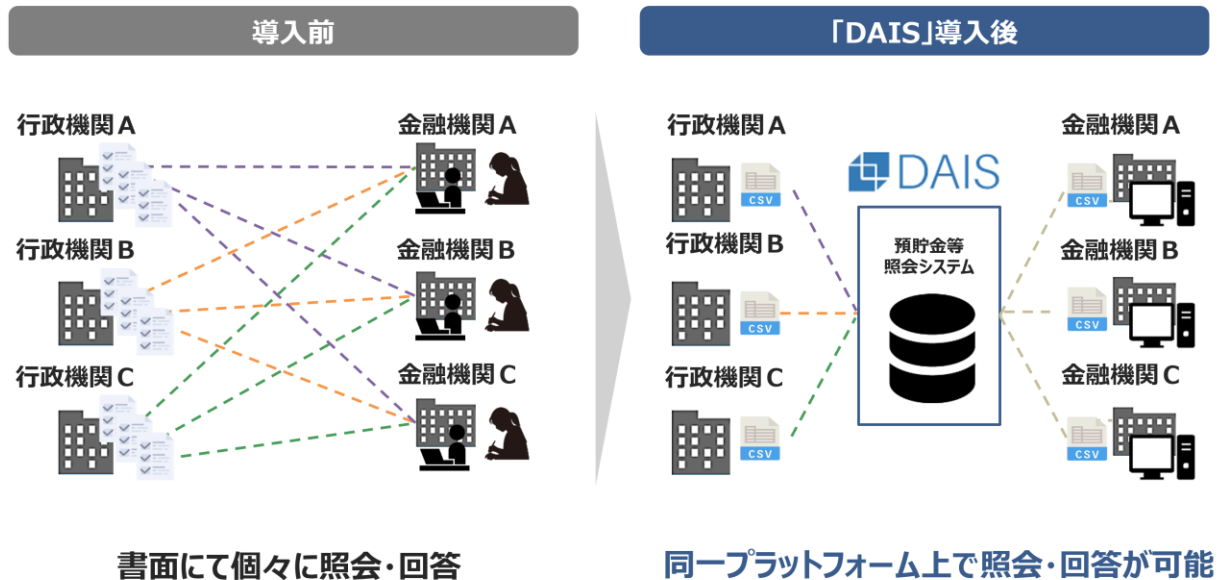 導入前
行政機関A
金融機関A
行政機関B
金融機関B
行政機関C
金融機関C
書面にて個々に照会・回答
「DAIS」導入後
行政機関A
CSV
行政機関B
CSV
行政機関C
CSV
DAIS
預貯金等
照会システム
金融機関A
CSV
金融機関B
CSV
金融機関C
CSV
同一プラットフォーム上で照会・回答が可能